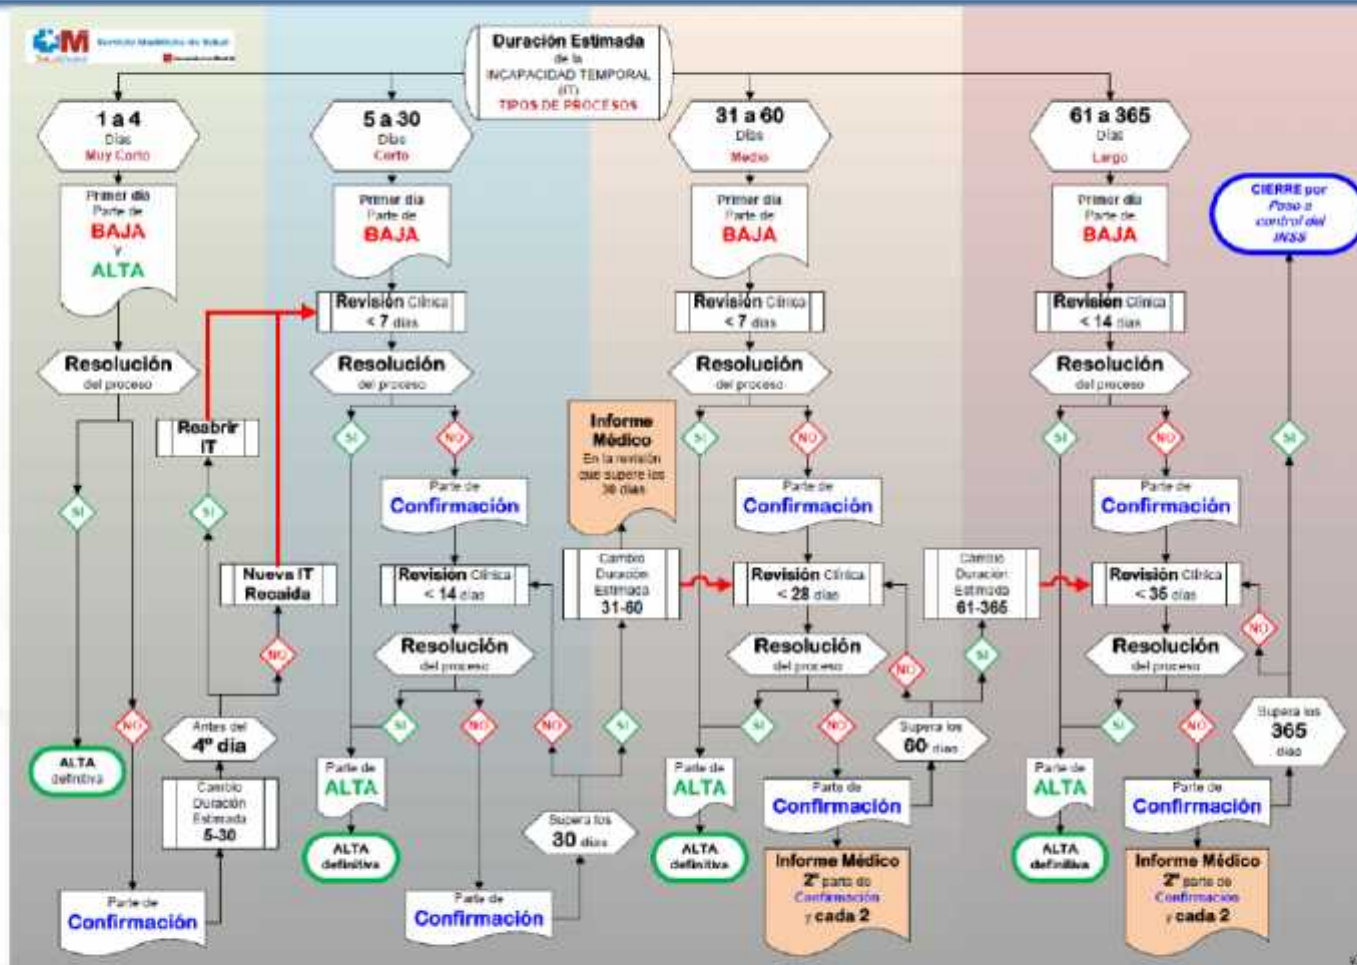 Servicio Madrileño de Salud
Duración Estimada
de la
INCAPACIDAD TEMPORAL
(IT)
TIPOS DE PROCESOS
1 a 4
Días
Muy Corto
Primer día
Parte de
BAJA
Y
ALTA
Resolución
del proceso
SI
NO
Reabrir
IT
SI
Nueva IT
Recaida
NO
Antes del
4º dia
Cambio
Duración
Estimada
5-30
ALTA
definitiva
Parte de
Confirmación
5 a 30
Días
Corto
Primer día
Parte de
BAJA
Revisión Clínica
< 7 días
Resolución
del proceso
SI
NO
Parte de
Confirmación
Revisión Clínica
< 14 días
Resolución
del proceso
SI
NO
NO
SI
Parte de
ALTA
ALTA
definitiva
Supera los
30 días
Parte de
Confirmación
Informe
Médico
En la revisión
que supere los
30 días
Cambio
Duración
Estimada
31-60
31 a 60
Días
Medio
Primer día
Parte de
BAJA
Revisión Clínica
< 7 días
Resolución
del proceso
SI
NO
Parte de
Confirmación
Revisión Clínica
< 28 días
Resolución
del proceso
SI
NO
NO
SI
Supera los
60 días
Parte de
ALTA
ALTA
definitiva
Parte de
Confirmación
Informe Médico
2º parte de
Confirmación
y cada 2
Cambio
Duración
Estimada
61-365
61 a 365
Días
Largo
Primer día
Parte de
BAJA
Revisión Clínica
< 14 días
Resolución
del proceso
SI
NO
Parte de
Confirmación
Revisión Clínica
< 35 días
Resolución
del proceso
SI
NO
NO
SI
Supera los
365
días
Parte de
ALTA
ALTA
definitiva
Parte de
Confirmación
Informe Médico
2º parte de
Confirmación
y cada 2
CIERRE por
Paso a
control del
INSS